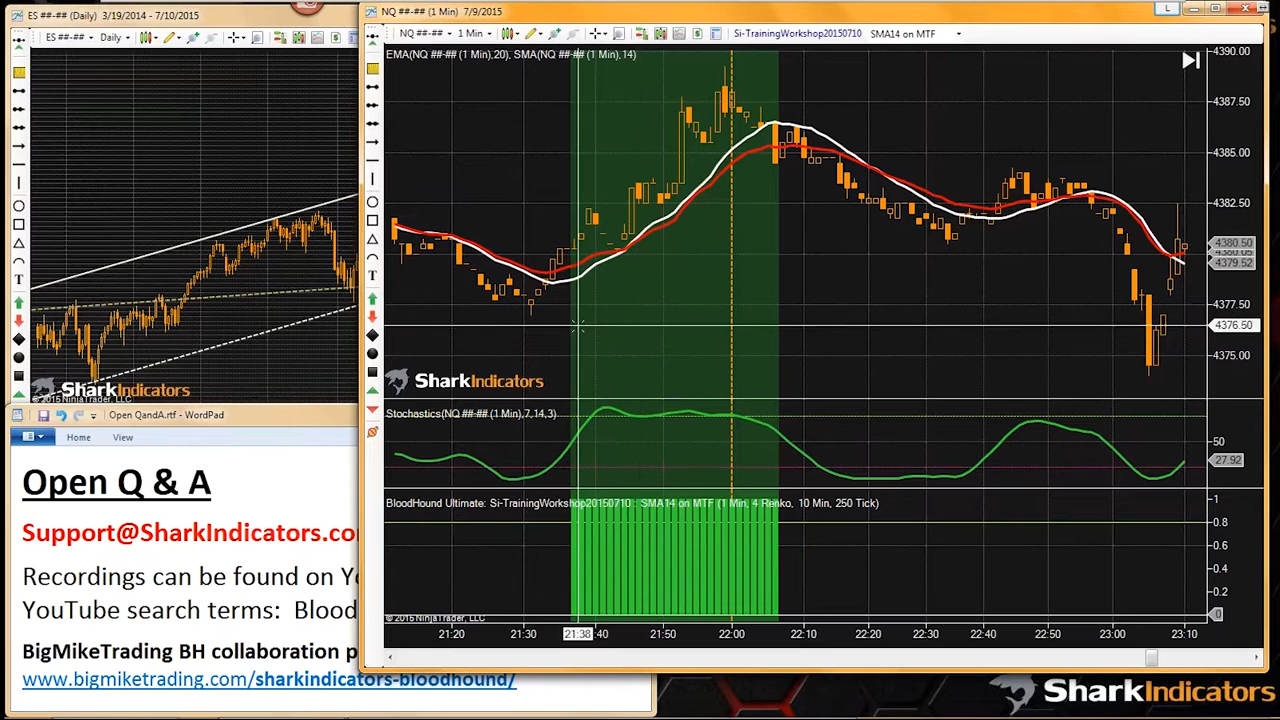 ES ##-## (Daily) 3/19/2014 - 7/10/2015
ES ##-## Daily
T
SharkIndicators
© 2015 NinjaTrader, LLC
Open QandA.rtf - WordPad
Home View
Open Q & A
Support@SharkIndicators.co
Recordings can be found on Y
YouTube search terms: Blood
BigMikeTrading BH collaboration p
www.bigmiketrading.com/sharkindicators-bloodhound/
NQ ##-## (1 Min) 7/9/2015
L
NQ ##-## 1 Min Si-TrainingWorkshop20150710 SMA14 on MTF
EMA(NQ ##-## (1 Min),20), SMA(NQ ##-## (1 Min),14)
T
4390.00
4387.50
4385.00
4382.50
4380.50
4379.52
4377.50
4376.50
4375.00
SharkIndicators
Stochastics(NQ ##-## (1 Min),7,14,3)
50
27.92
BloodHound Ultimate: Si-TrainingWorkshop20150710 : SMA14 on MTF (1 Min, 4 Renko, 10 Min, 250 Tick)
1
0.8
0.6
0.4
0.2
0
© 2015 NinjaTrader, LLC
21:20 21:30 21:38 :40 21:50 22:00 22:10 22:20 22:30 22:40 22:50 23:00 23:10
SharkIndicators